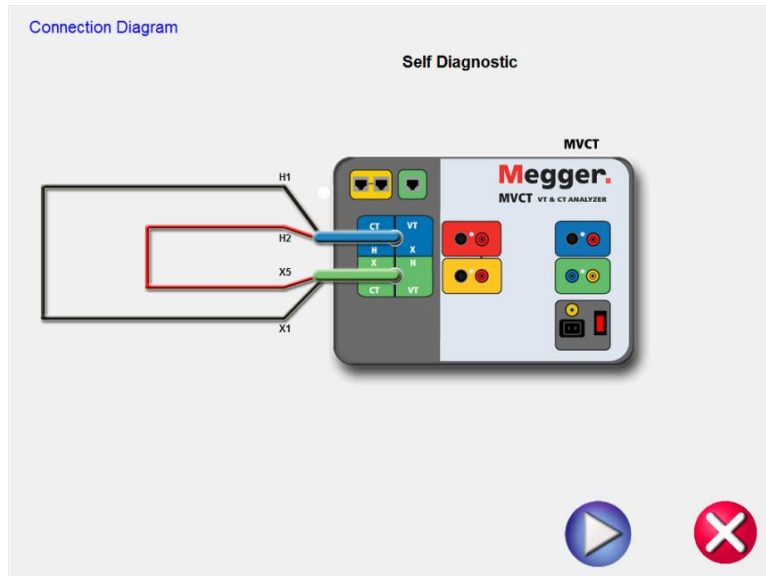 Connection Diagram
Self Diagnostic
MVCT
Megger.
MVCT VT & CT ANALYZER
H1
H2
X5
X1
CT VT
H X
X H
CT VT